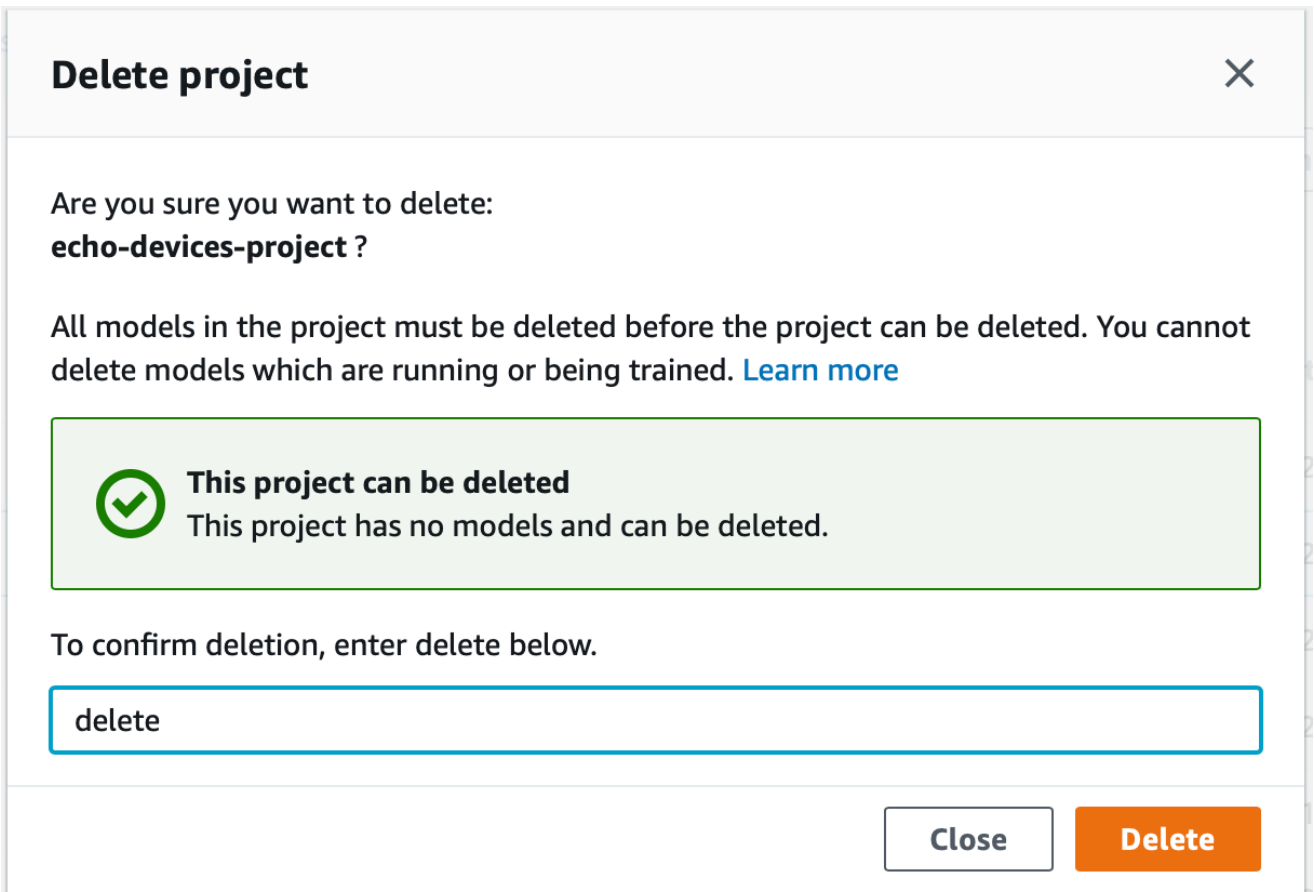 Delete project
Are you sure you want to delete:
echo-devices-project ?
All models in the project must be deleted before the project can be deleted. You cannot
delete models which are running or being trained. Learn more
This project can be deleted
This project has no models and can be deleted.
To confirm deletion, enter delete below.
delete
Close
Delete